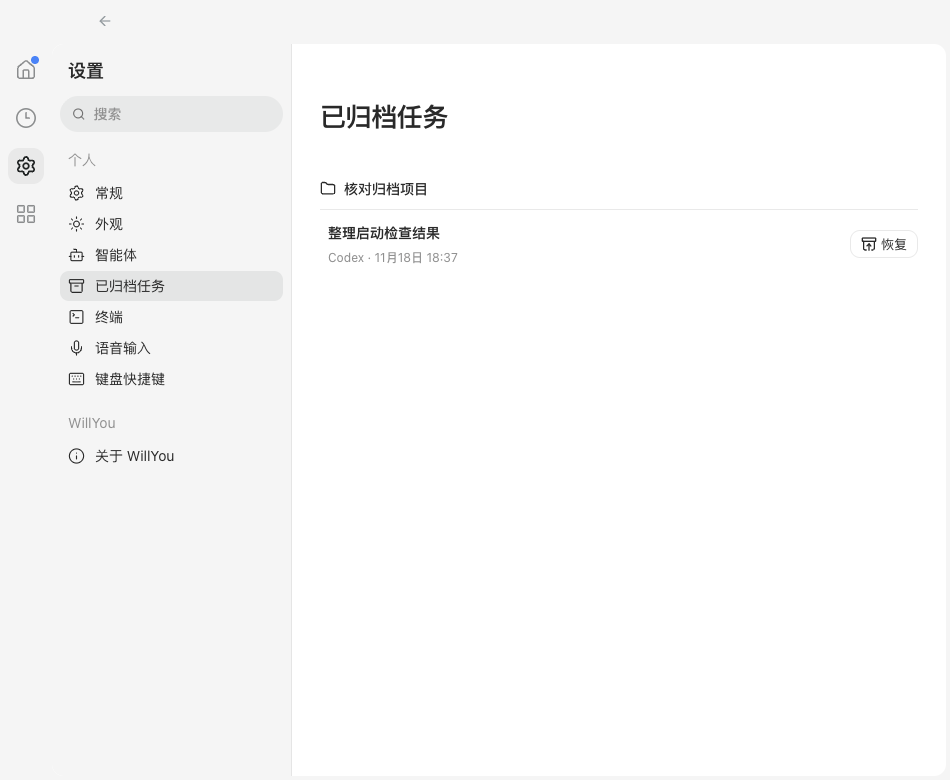 设置
搜索
个人
常规
外观
智能体
已归档任务
终端
语音输入
键盘快捷键
WillYou
关于 WillYou
已归档任务
核对归档项目
整理启动检查结果
Codex · 11月18日 18:37
恢复